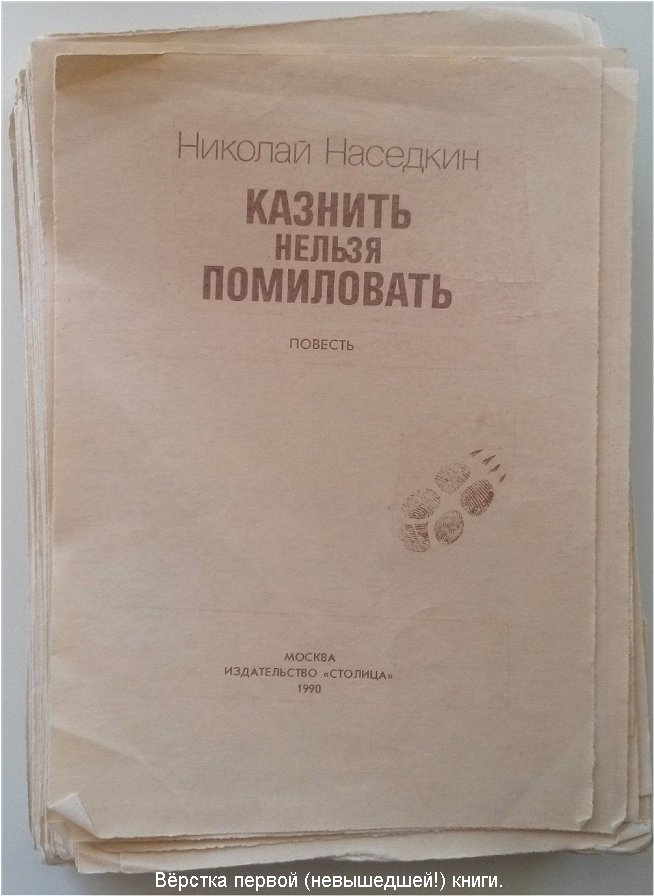 Николай Наседкин
КАЗНИТЬ
НЕЛЬЗЯ
ПОМИЛОВАТЬ
ПОВЕСТЬ
МОСКВА
ИЗДАТЕЛЬСТВО «СТОЛИЦА»
1990
Вёрстка первой (невышедшей!) книги.